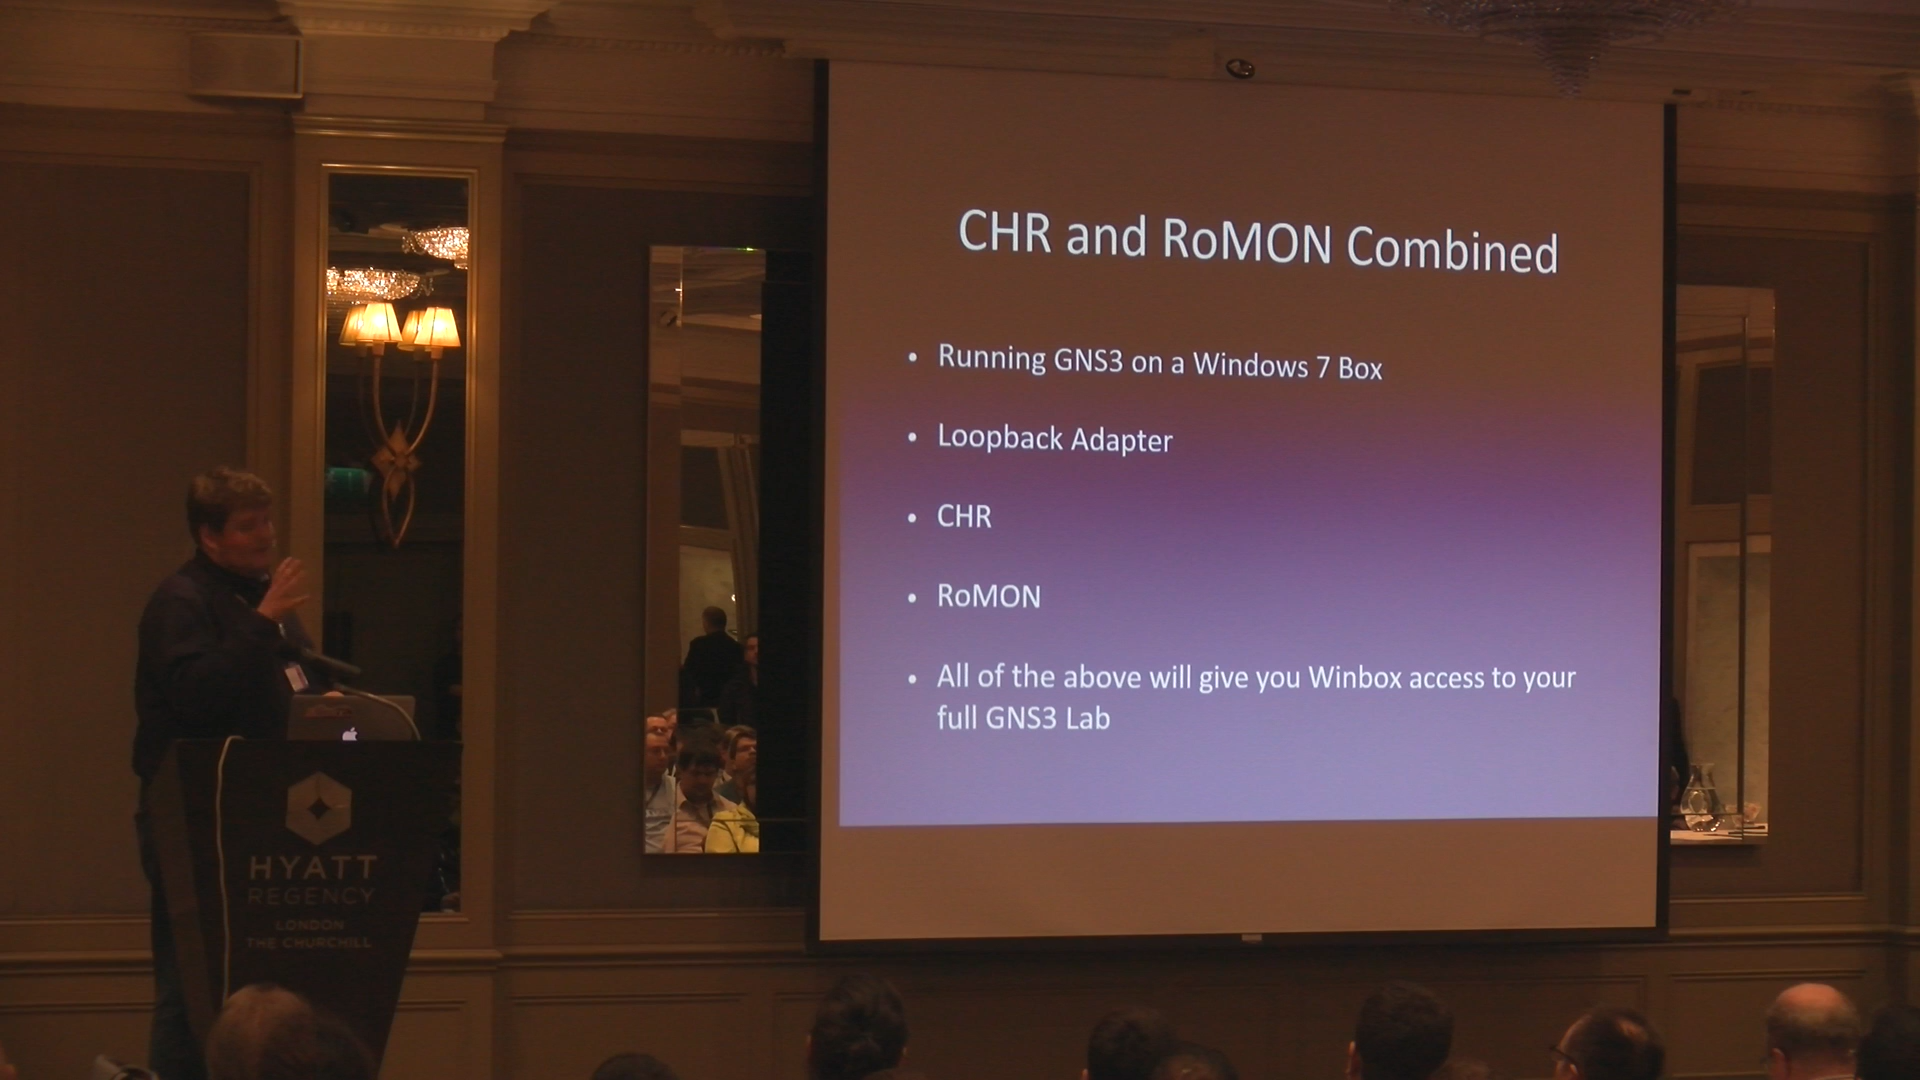 CHR and RoMON Combined
• Running GNS3 on a Windows 7 Box
• Loopback Adapter
• CHR
• RoMON
• All of the above will give you Winbox access to your
full GNS3 Lab
HYATT
REGENCY
LONDON
THE CHURCHILL